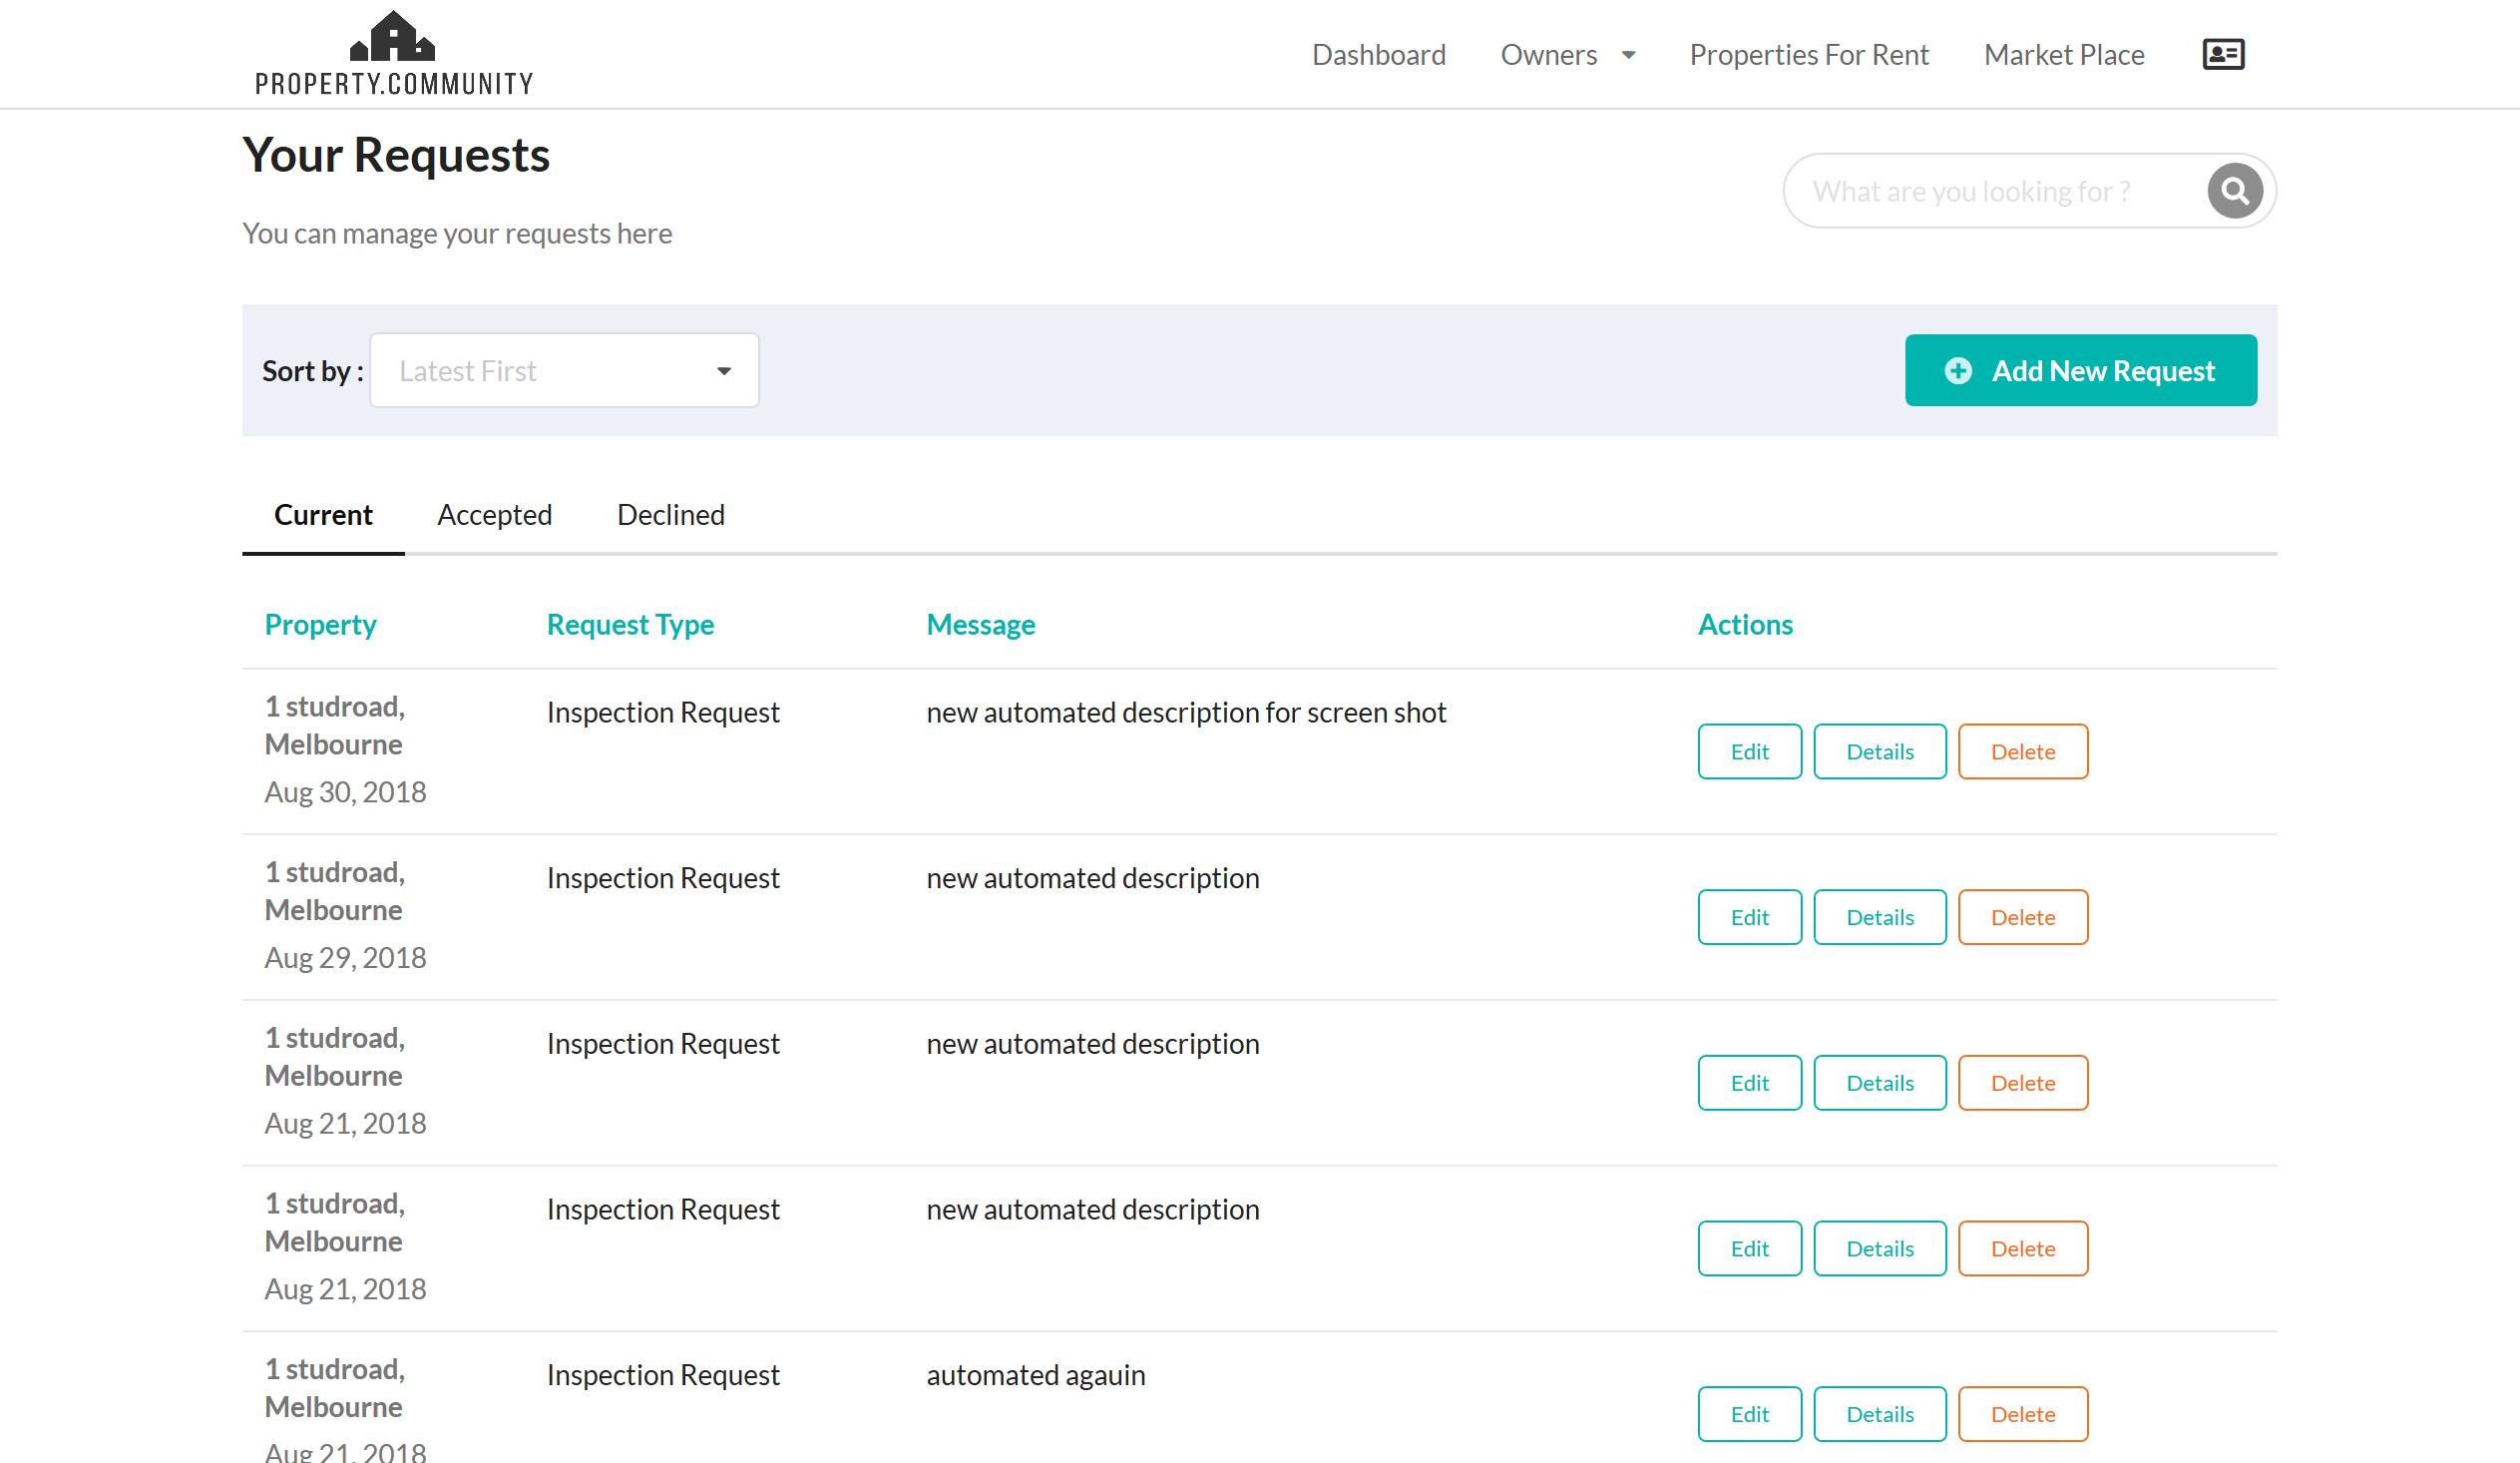 PROPERTY.COMMUNITY
Dashboard Owners Properties For Rent Market Place
Your Requests
What are you looking for ?
You can manage your requests here
Sort by : Latest First Add New Request
Current Accepted Declined
Property Request Type Message Actions
1 studroad, Inspection Request new automated description for screen shot
Melbourne Edit Details Delete
Aug 30, 2018
1 studroad, Inspection Request new automated description
Melbourne Edit Details Delete
Aug 29, 2018
1 studroad, Inspection Request new automated description
Melbourne Edit Details Delete
Aug 21, 2018
1 studroad, Inspection Request new automated description
Melbourne Edit Details Delete
Aug 21, 2018
1 studroad, Inspection Request automated agauin
Melbourne Edit Details Delete
Aug 21, 2018